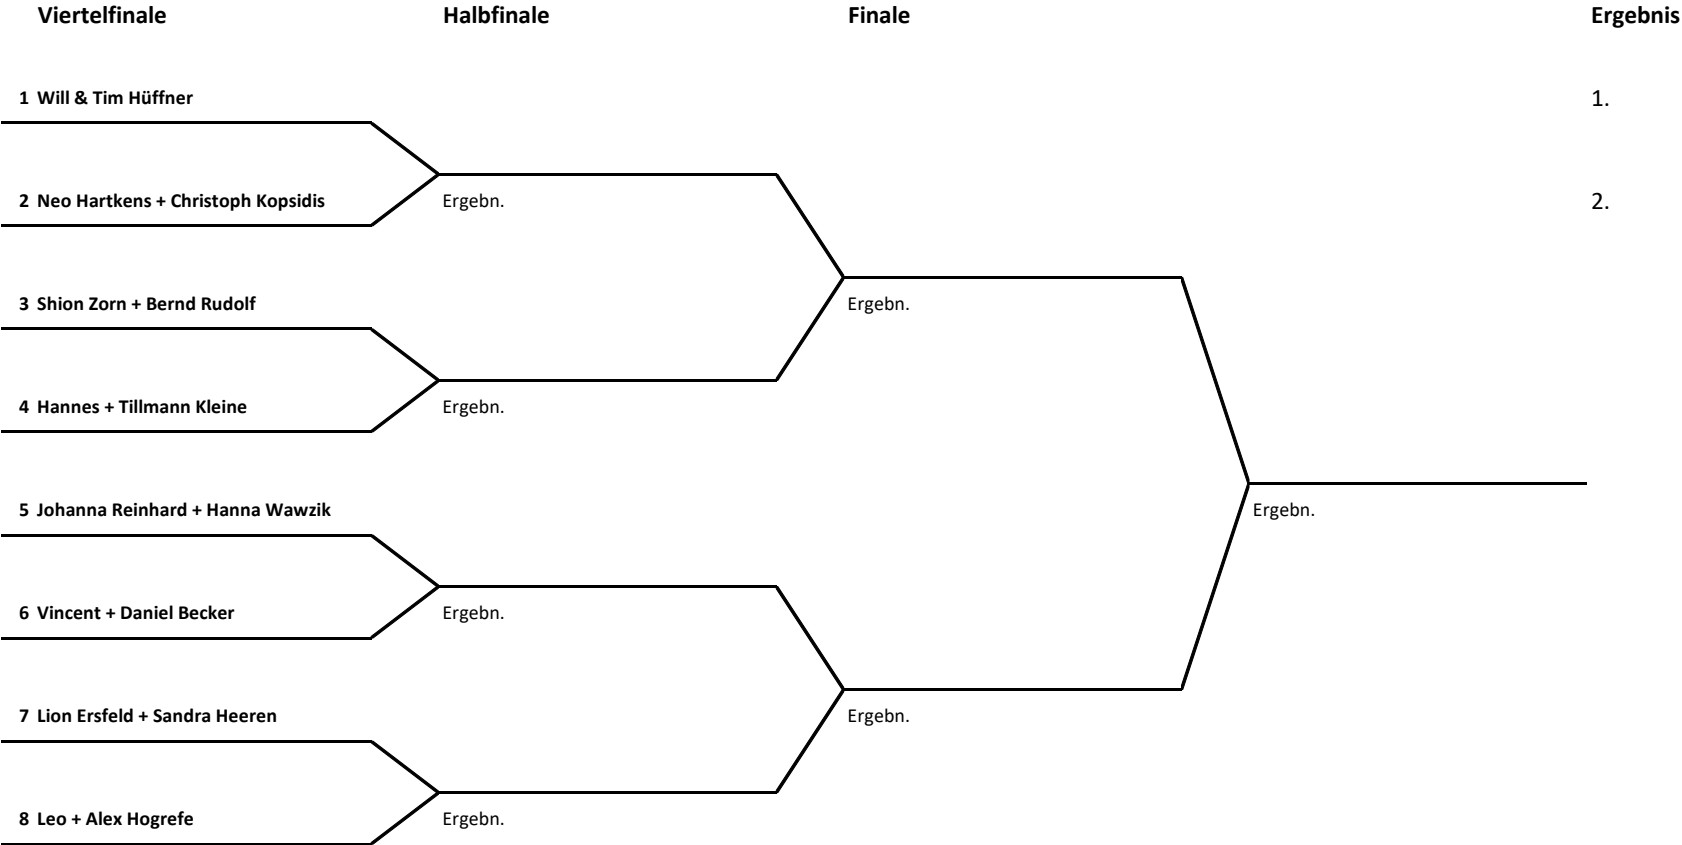 Viertelfinale Halbfinale Finale Ergebnis
1 Will & Tim Hüffner 1.
2 Neo Hartkens + Christoph Kopsidis Ergebn. 2.
3 Shion Zorn + Bernd Rudolf Ergebn.
4 Hannes + Tillmann Kleine Ergebn.
5 Johanna Reinhard + Hanna Wawzik Ergebn.
6 Vincent + Daniel Becker Ergebn.
7 Lion Ersfeld + Sandra Heeren Ergebn.
8 Leo + Alex Hogrefe Ergebn.